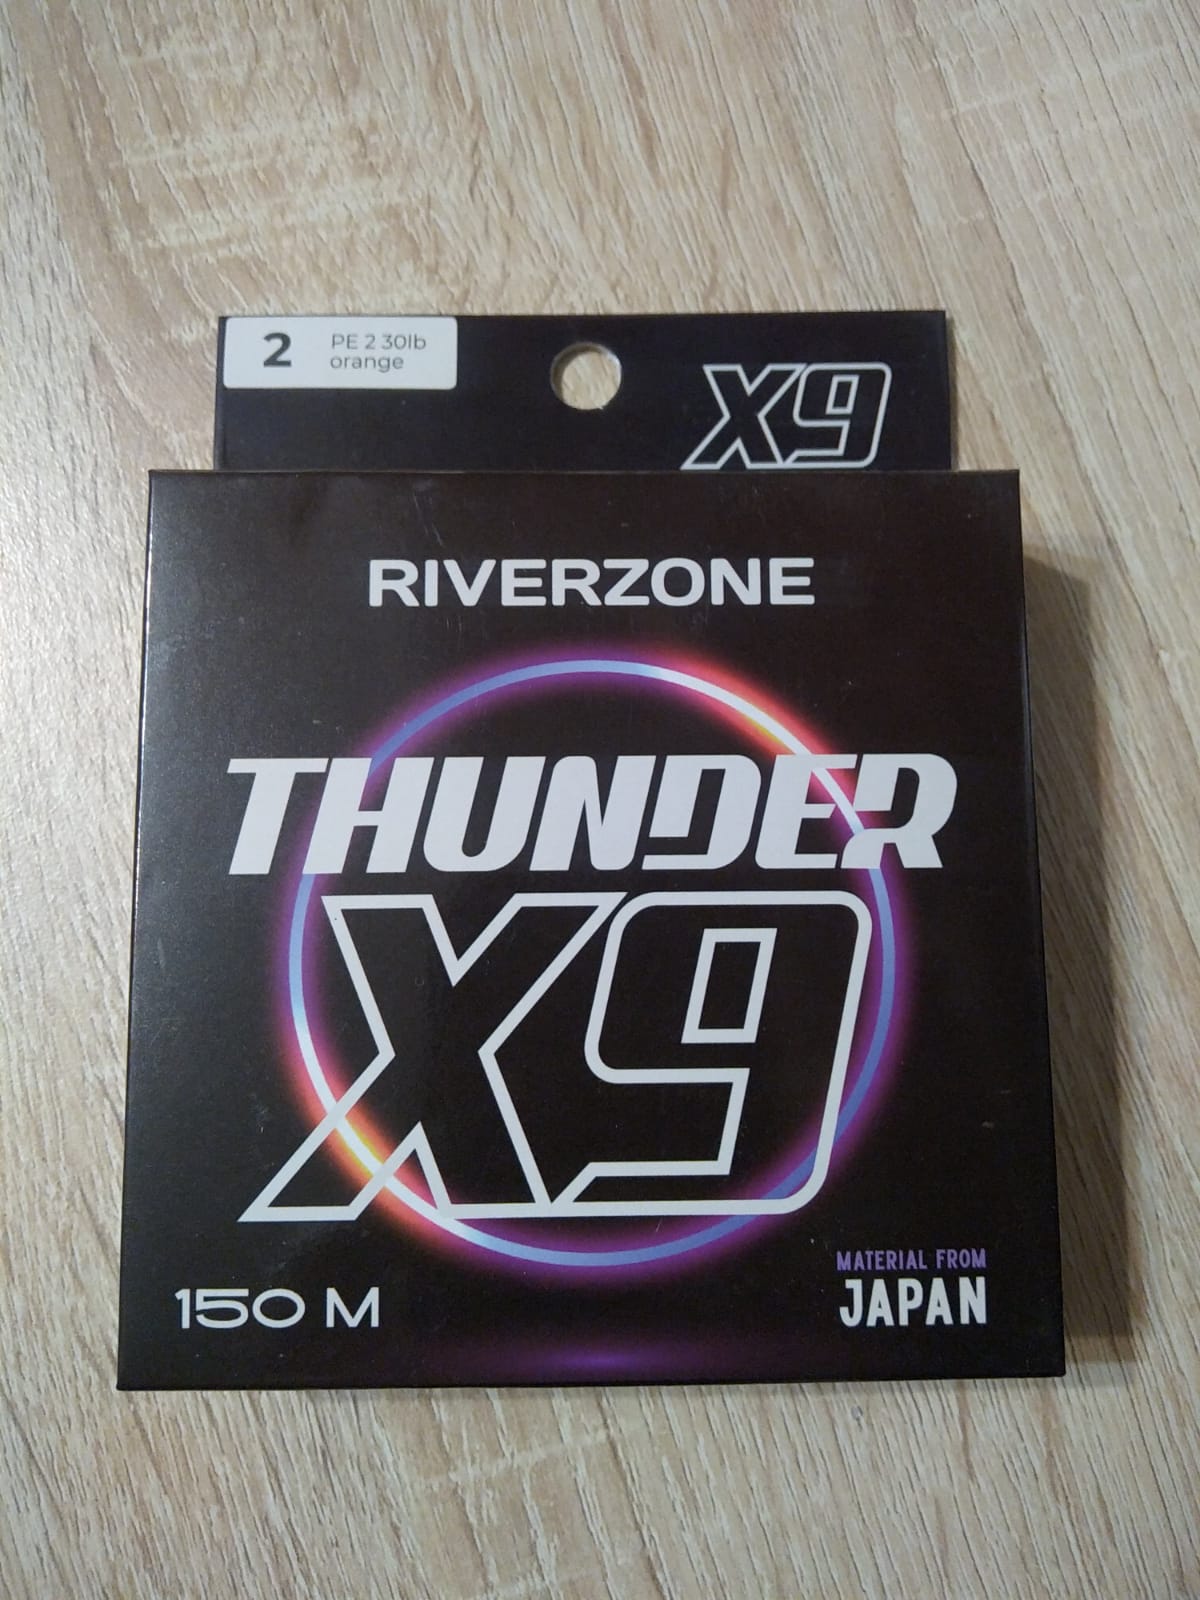 2
PE 2 30lb
orange
X9
RIVERZONE
THUNDER
X9
150 M
MATERIAL FROM
JAPAN